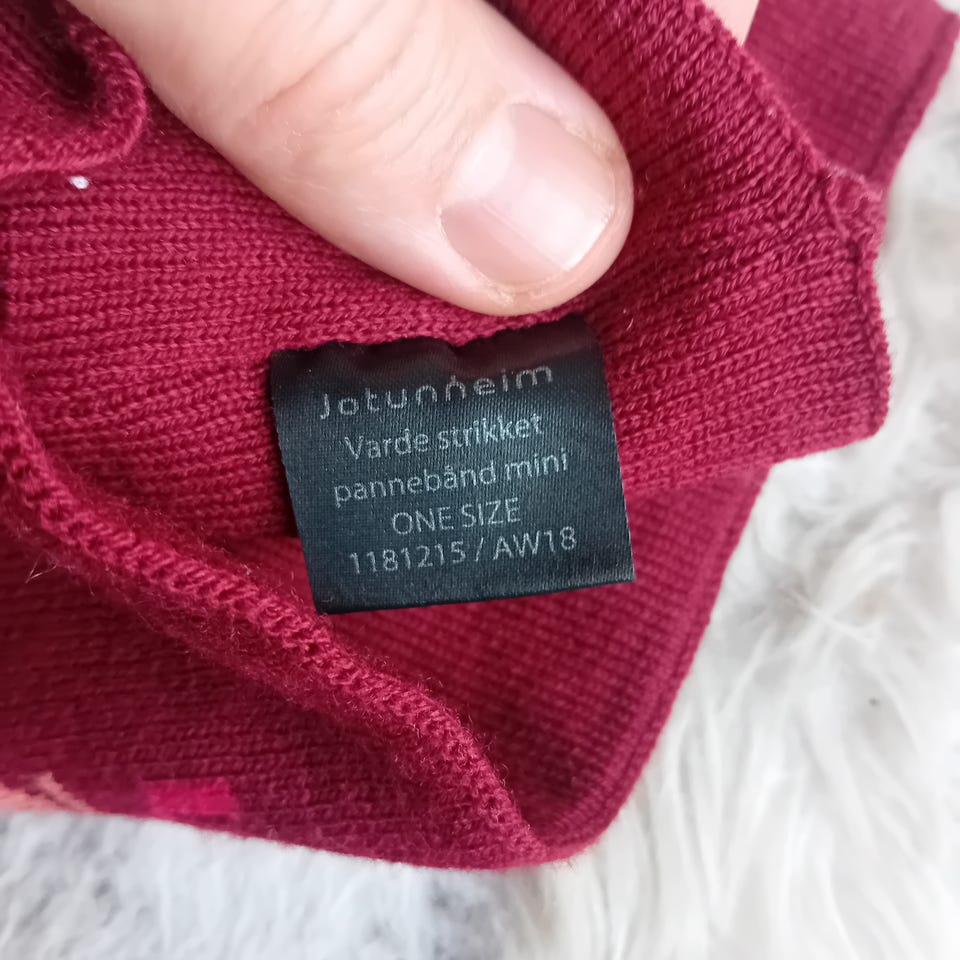 Jotunheim
Varde strikket
pannebånd mini
ONE SIZE
1181215 / AW18